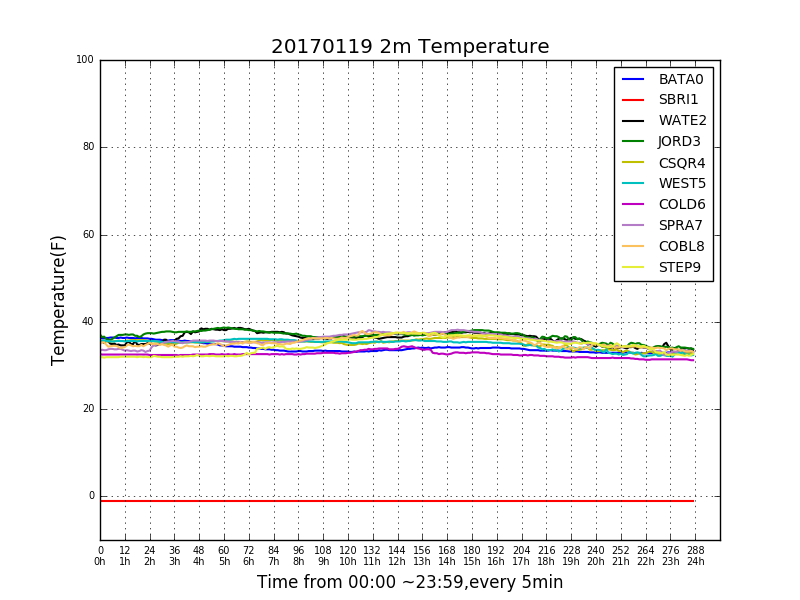 20170119 2m Temperature
100
80
60
40
20
0
Temperature(F)
BATA0
SBRI1
WATE2
JORD3
CSQR4
WEST5
COLD6
SPRA7
COBL8
STEP9
0 12 24 36 48 60 72 84 96 108 120 132 144 156 168 180 192 204 216 228 240 252 264 276 288
0h 1h 2h 3h 4h 5h 6h 7h 8h 9h 10h 11h 12h 13h 14h 15h 16h 17h 18h 19h 20h 21h 22h 23h 24h
Time from 00:00 ~23:59,every 5min